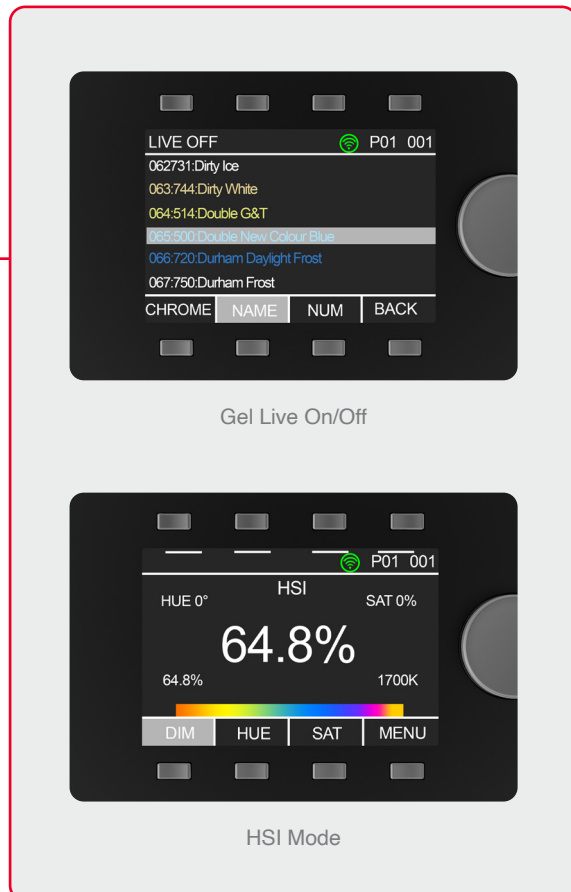 LIVE OFF P01 001
062731:Dirty Ice
063:744:Dirty White
064:514:Double G&T
065:500:Double New Colour Blue
066:720:Durham Daylight Frost
067:750:Durham Frost
CHROME NAME NUM BACK
Gel Live On/Off
P01 001
HSI
HUE 0° SAT 0%
64.8%
64.8% 1700K
DIM HUE SAT MENU
HSI Mode